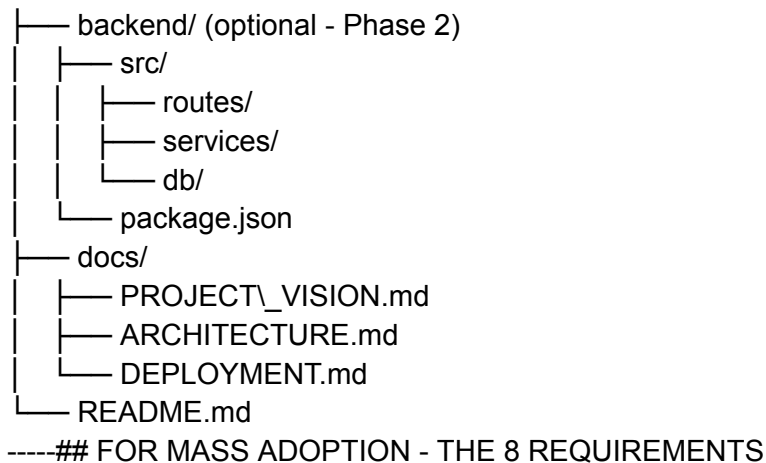 ├── backend/ (optional - Phase 2)
│ ├── src/
│ │ ├── routes/
│ │ ├── services/
│ │ └── db/
│ └── package.json
├── docs/
│ ├── PROJECT\_VISION.md
│ ├── ARCHITECTURE.md
│ └── DEPLOYMENT.md
└── README.md
-----## FOR MASS ADOPTION - THE 8 REQUIREMENTS